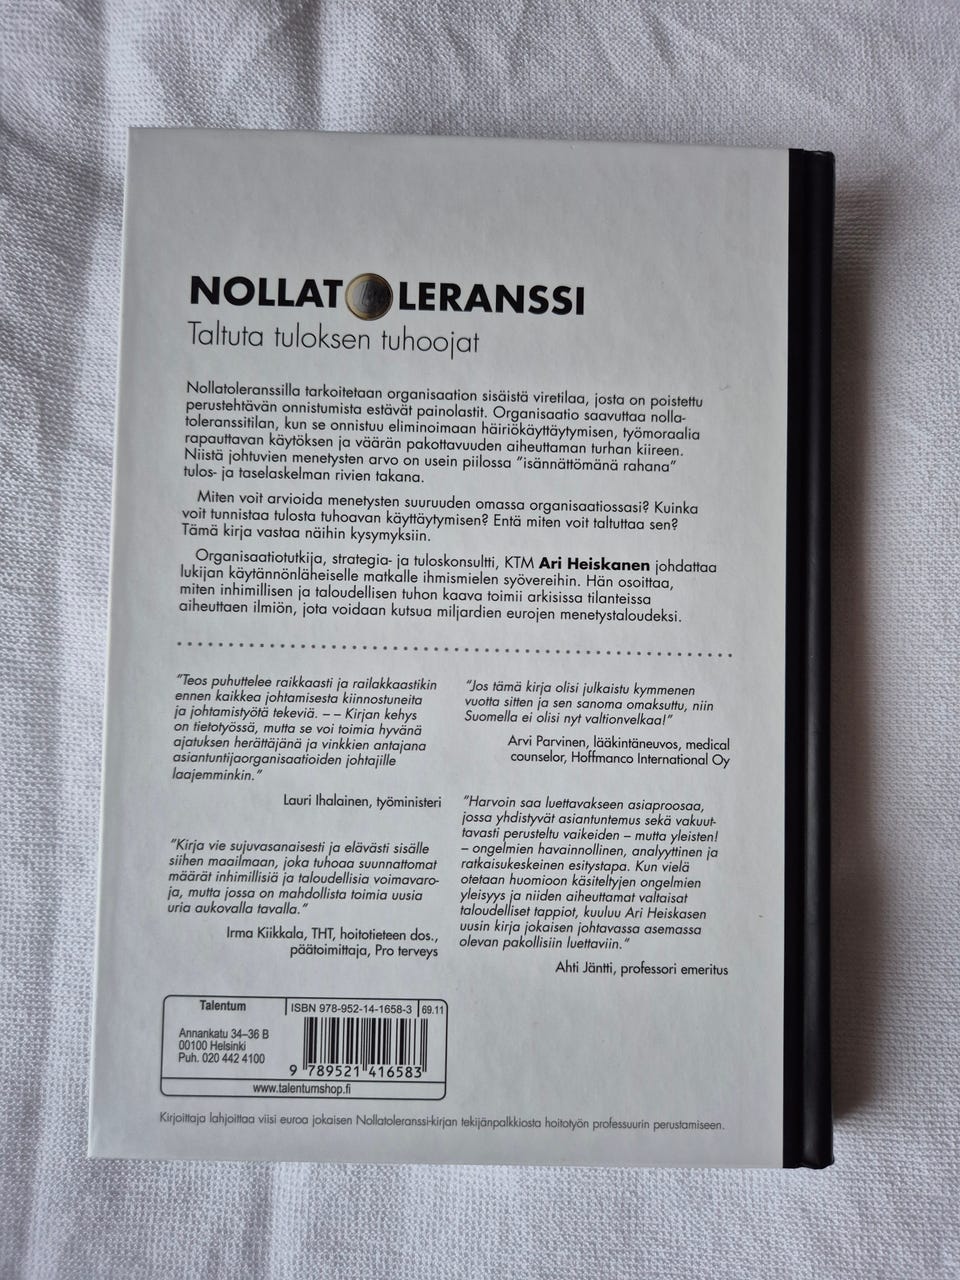 NOLLATOLERANSSI
Taltuta tuloksen tuhoojat
Nollatoleranssilla tarkoitetaan organisaation sisäistä viretilaa, josta on poistettu
perustehtävän onnistumista estävät painolastit. Organisaatio saavuttaa nolla-
toleranssitilan, kun se onnistuu eliminoimaan häiriökäyttäytymisen, työmoraalia
rapauttavan käytöksen ja väärän pakottavuuden aiheuttaman turhan kiireen.
Niistä johtuvien menetysten arvo on usein piilossa ”isännättömänä rahana”
tulos- ja taselaskelman rivien takana.
Miten voit arvioida menetysten suuruuden omassa organisaatiossasi? Kuinka
voit tunnistaa tulosta tuhoavan käyttäytymisen? Entä miten voit taltuttaa sen?
Tämä kirja vastaa näihin kysymyksiin.
Organisaatiotutkija, strategia- ja tuloskonsultti, KTM Ari Heiskanen johdattaa
lukijan käytännönläheiselle matkalle ihmismielen syövereihin. Hän osoittaa,
miten inhimillisen ja taloudellisen tuhon kaava toimii arkisissa tilanteissa
aiheuttaen ilmiön, jota voidaan kutsua miljardien eurojen menetystaloudeksi.
”Teos puhuttelee raikkaasti ja railakkaastikin
ennen kaikkea johtamisesta kiinnostuneita
ja johtamistyötä tekeviä. – – Kirjan kehys
on tietotyössä, mutta se voi toimia hyvänä
ajatuksen herättäjänä ja vinkkien antajana
asiantuntijaorganisaatioiden johtajille
laajemminkin.”
Lauri Ihalainen, työministeri
”Kirja vie sujuvasanaisesti ja elävästi sisälle
siihen maailmaan, joka tuhoaa suunnattomat
määrät inhimillisiä ja taloudellisia voimavaro-
ja, mutta jossa on mahdollista toimia uusia
uria aukovalla tavalla.”
Irma Kiikkala, THT, hoitotieteen dos.,
päätoimittaja, Pro terveys
”Jos tämä kirja olisi julkaistu kymmenen
vuotta sitten ja sen sanoma omaksuttu, niin
Suomella ei olisi nyt valtionvelkaa!”
Arvi Parvinen, lääkintäneuvos, medical
counselor, Hoffmanco International Oy
”Harvoin saa luettavakseen asiaproosaa,
jossa yhdistyvät asiantuntemus sekä vakuut-
tavasti perusteltu vaikeiden – mutta yleisten!
– ongelmien havainnollinen, analyyttinen ja
ratkaisukeskeinen esitystapa. Kun vielä
otetaan huomioon käsiteltyjen ongelmien
yleisyys ja niiden aiheuttamat valtaisat
taloudelliset tappiot, kuuluu Ari Heiskasen
uusin kirja jokaisen johtavassa asemassa
olevan pakollisiin luettaviin.”
Ahti Jäntti, professori emeritus
Talentum
Annankatu 34–36 B
00100 Helsinki
Puh. 020 442 4100
ISBN 978-952-14-1658-3 69.11
9 789521 416583
www.talentumshop.fi
Kirjoittaja lahjoittaa viisi euroa jokaisen Nollatoleranssi-kirjan tekijänpalkkiosta hoitotyön professuurin perustamiseen.